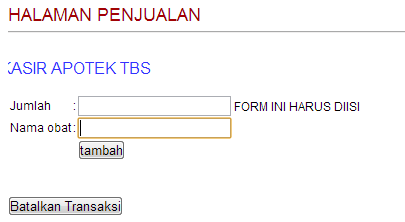 HALAMAN PENJUALAN
KASIR APOTEK TBS
Jumlah : FORM INI HARUS DIISI
Nama obat :
tambah
Batalkan Transaksi